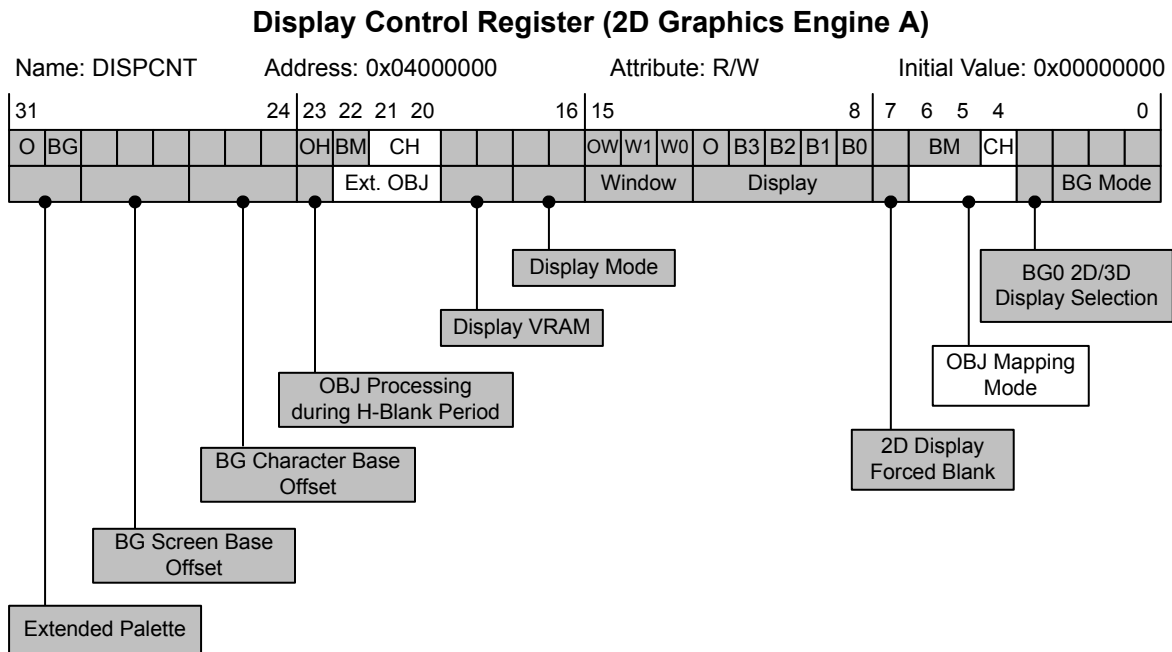 Display Control Register (2D Graphics Engine A)
Name: DISPCNT Address: 0x04000000 Attribute: R/W Initial Value: 0x00000000
31 24 23 22 21 20 16 15 8 7 6 5 4 0
O BG OH BM CH OW W1 W0 O B3 B2 B1 B0 BM CH
Ext. OBJ Window Display BG Mode
Display Mode
BG0 2D/3D
Display Selection
Display VRAM
OBJ Mapping
Mode
OBJ Processing
during H-Blank Period
2D Display
Forced Blank
BG Character Base
Offset
BG Screen Base
Offset
Extended Palette